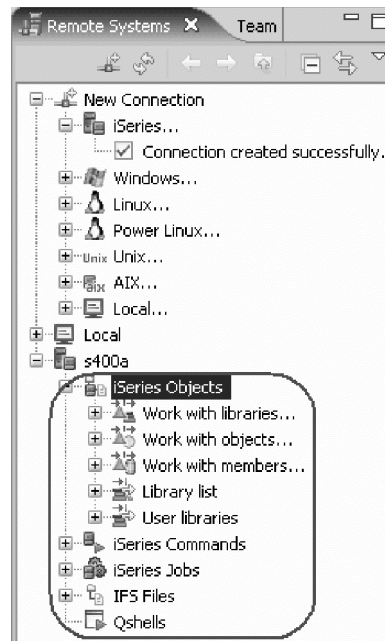 Remote Systems
Team
New Connection
iSeries...
Connection created successfully.
Windows...
Linux...
Power Linux...
Unix Unix...
AIX AIX...
Local...
Local
s400a
iSeries Objects
Work with libraries...
Work with objects...
Work with members...
Library list
User libraries
iSeries Commands
iSeries Jobs
IFS Files
Qshells